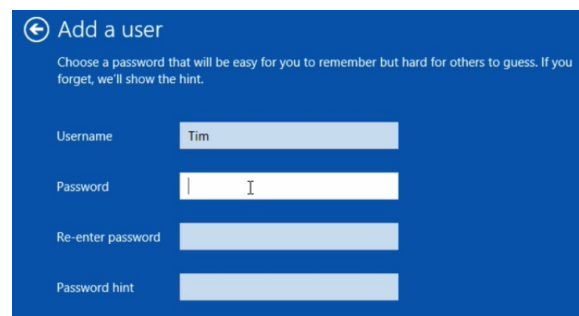 Add a user
Choose a password that will be easy for you to remember but hard for others to guess. If you
forget, we'll show the hint.
Username Tim
Password
Re-enter password
Password hint